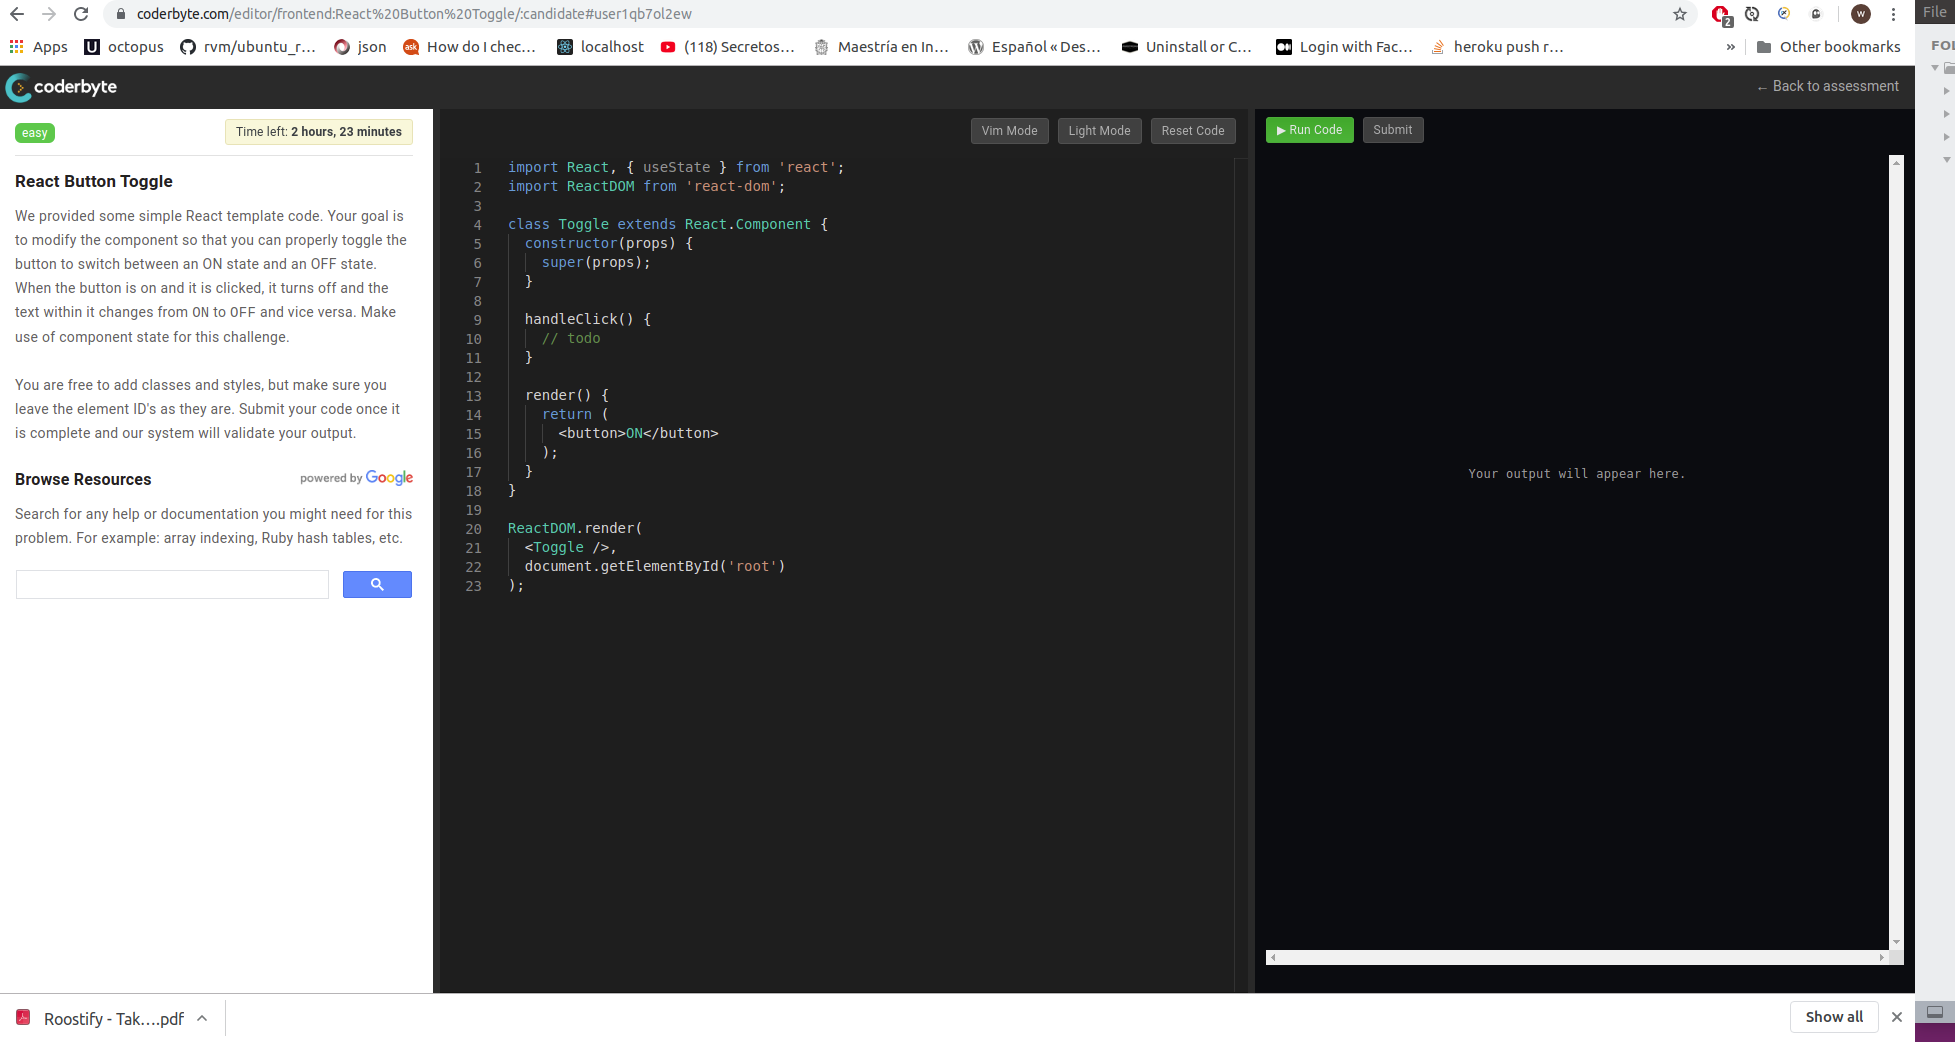 coderbyte.com/editor/frontend:React%20Button%20Toggle/:candidate#user1qb7ol2ew
2
W
File
Apps
octopus
rvm/ubuntu_r...
json
ask
How do I chec...
localhost
(118) Secretos...
Maestría en In...
Español « Des...
Uninstall or C...
Login with Fac...
heroku push r...
»
Other bookmarks
FOL
coderbyte
← Back to assessment
easy
Time left: 2 hours, 23 minutes
Vim Mode
Light Mode
Reset Code
▶ Run Code
Submit
React Button Toggle
We provided some simple React template code. Your goal is
to modify the component so that you can properly toggle the
button to switch between an ON state and an OFF state.
When the button is on and it is clicked, it turns off and the
text within it changes from ON to OFF and vice versa. Make
use of component state for this challenge.
You are free to add classes and styles, but make sure you
leave the element ID's as they are. Submit your code once it
is complete and our system will validate your output.
Browse Resources
powered by Google
Search for any help or documentation you might need for this
problem. For example: array indexing, Ruby hash tables, etc.
1 import React, { useState } from 'react';
2 import ReactDOM from 'react-dom';
3
4 class Toggle extends React.Component {
5 constructor(props) {
6 super(props);
7 }
8
9 handleClick() {
10 // todo
11 }
12
13 render() {
14 return (
15 <button>ON</button>
16 );
17 }
18 }
19
20 ReactDOM.render(
21 <Toggle />,
22 document.getElementById('root')
23 );
Your output will appear here.
Roostify - Tak....pdf
Show all